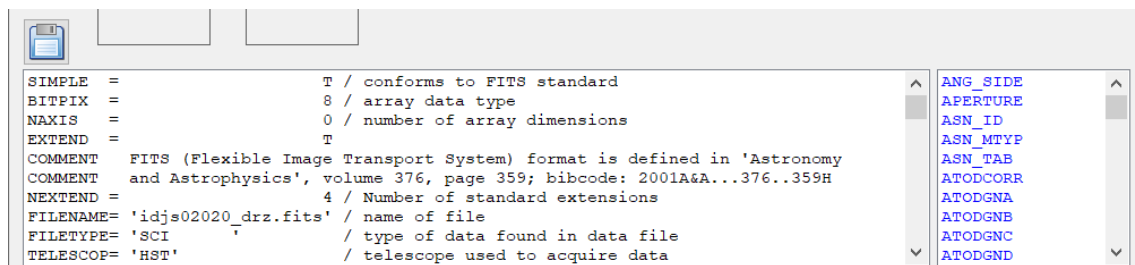 SIMPLE  =                    T / conforms to FITS standard
BITPIX  =                    8 / array data type
NAXIS   =                    0 / number of array dimensions
EXTEND  =                    T
COMMENT   FITS (Flexible Image Transport System) format is defined in 'Astronomy
COMMENT   and Astrophysics', volume 376, page 359; bibcode: 2001A&A...376..359H
NEXTEND =                    4 / Number of standard extensions
FILENAME= 'idjs02020_drz.fits' / name of file
FILETYPE= 'SCI      '          / type of data found in data file
TELESCOP= 'HST'                / telescope used to acquire data
ANG_SIDE
APERTURE
ASN_ID
ASN_MTYP
ASN_TAB
ATODCORR
ATODGNA
ATODGNB
ATODGNC
ATODGND